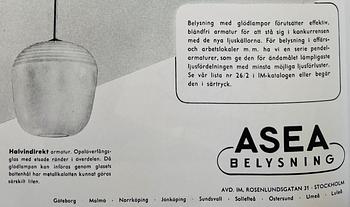 Belysning med glödlampor förutsätter effektiv,
bländfri armatur för att stå sig i konkurrensen
med de nya ljuskällorna. För belysning i affärs-
och arbetslokaler m. m. ha vi en serie pendel-
armaturer, som ge den för ändamålet lämpligaste
ljusfördelningen med minsta möjliga ljusförluster.
Se vår lista nr 26/2 i IM-katalogen eller begär
den i särtryck.
Halvindirekt armatur. Opalöverfångs-
glas med etsade ränder i överdelen. Då
glödlampan kan införas genom glasets
bottenhål har metallkalotten kunnat göras
särskilt liten.
ASEA
BELYSNING
AVD. IM, ROSENLUNDSGATAN 31 · STOCKHOLM
Göteborg Malmö Norrköping Jönköping Sundsvall Sollefteå Östersund Umeå Luleå